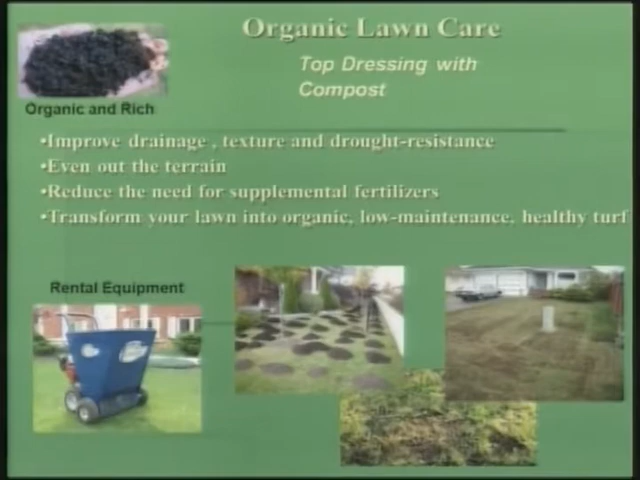 Organic Lawn Care
Top Dressing with
Compost
Organic and Rich
•Improve drainage , texture and drought-resistance
•Even out the terrain
•Reduce the need for supplemental fertilizers
•Transform your lawn into organic, low-maintenance, healthy turf
Rental Equipment